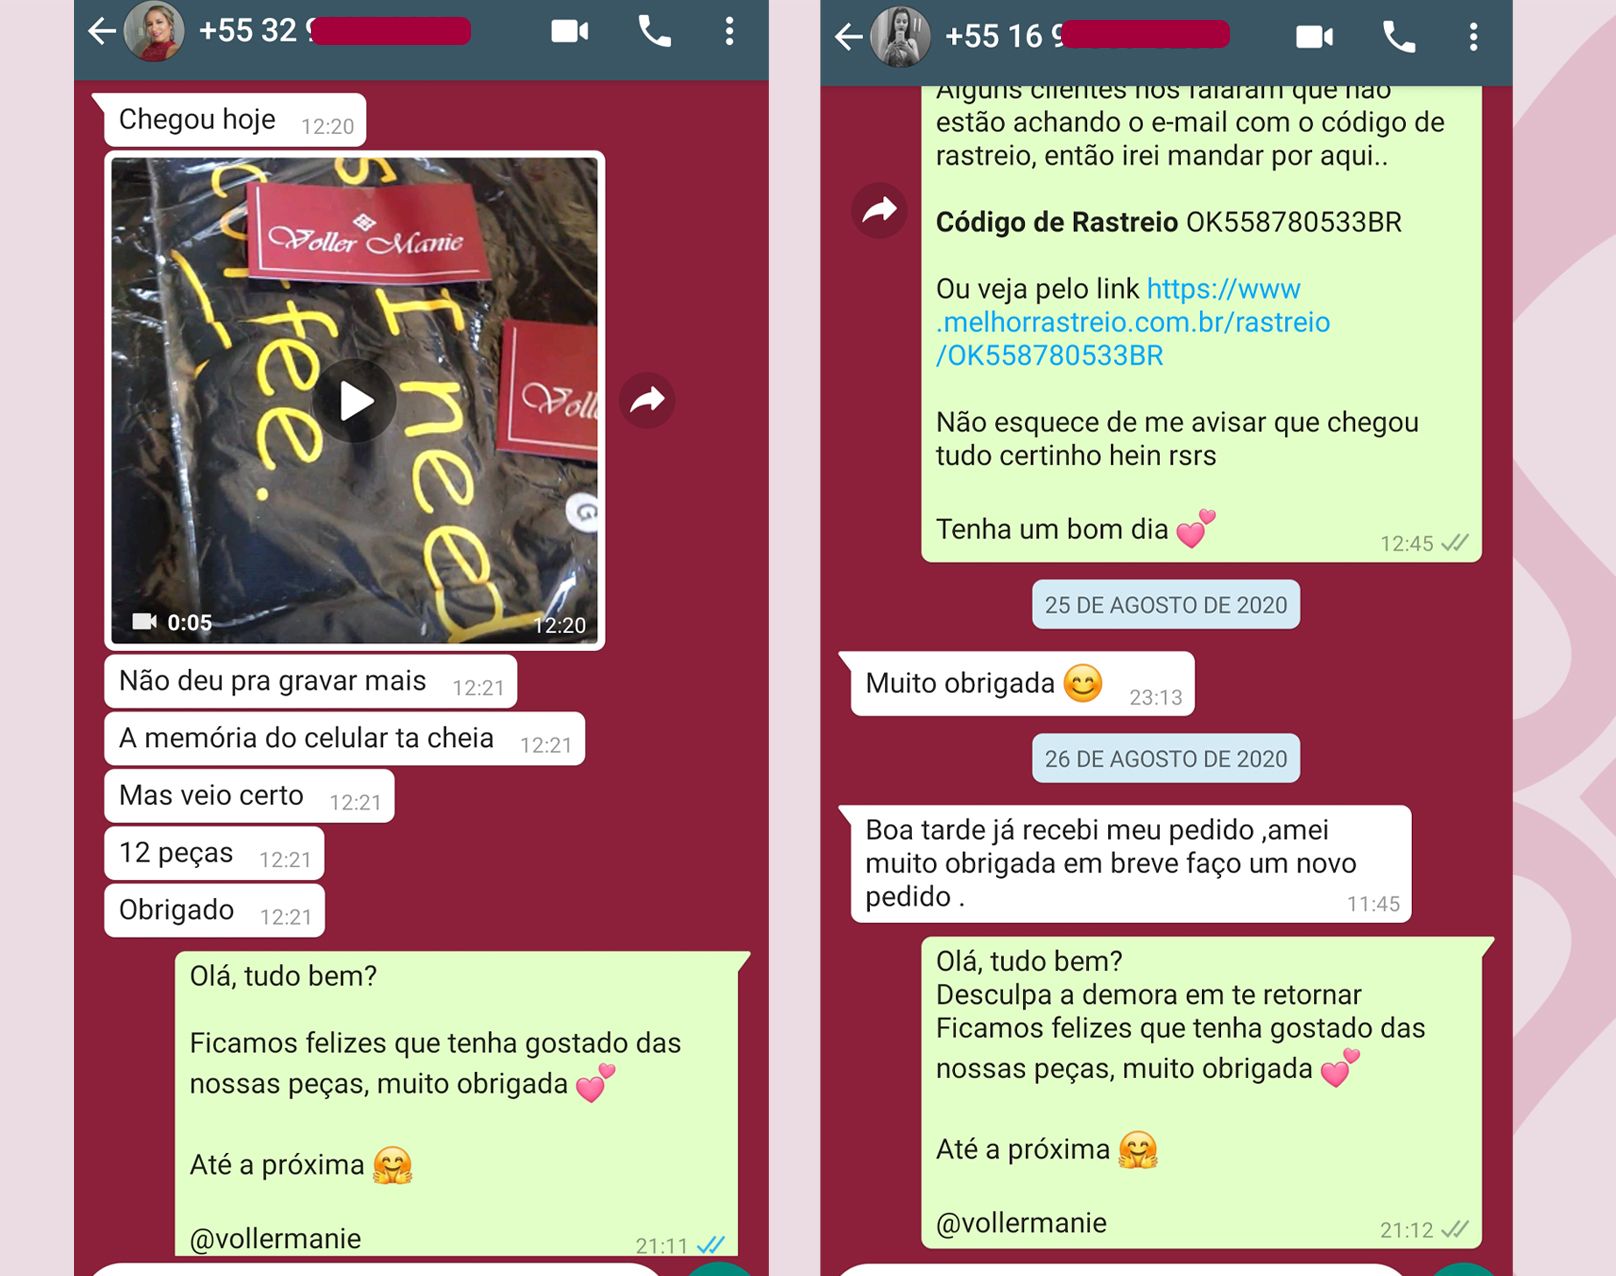 +55 32 9
Chegou hoje 12:20
coffee.
I need
Voller Manie
Voll
G
0:05 12:20
Não deu pra gravar mais 12:21
A memória do celular ta cheia 12:21
Mas veio certo 12:21
12 peças 12:21
Obrigado 12:21
Olá, tudo bem?
Ficamos felizes que tenha gostado das
nossas peças, muito obrigada 💕
Até a próxima 🤗
@vollermanie
21:11
+55 16 9
Alguns clientes nos falaram que não
estão achando o e-mail com o código de
rastreio, então irei mandar por aqui..
Código de Rastreio OK558780533BR
Ou veja pelo link https://www
.melhorrastreio.com.br/rastreio
/OK558780533BR
Não esquece de me avisar que chegou
tudo certinho hein rsrs
Tenha um bom dia 💕
12:45
25 DE AGOSTO DE 2020
Muito obrigada 😊 23:13
26 DE AGOSTO DE 2020
Boa tarde já recebi meu pedido ,amei
muito obrigada em breve faço um novo
pedido .
11:45
Olá, tudo bem?
Desculpa a demora em te retornar
Ficamos felizes que tenha gostado das
nossas peças, muito obrigada 💕
Até a próxima 🤗
@vollermanie
21:12